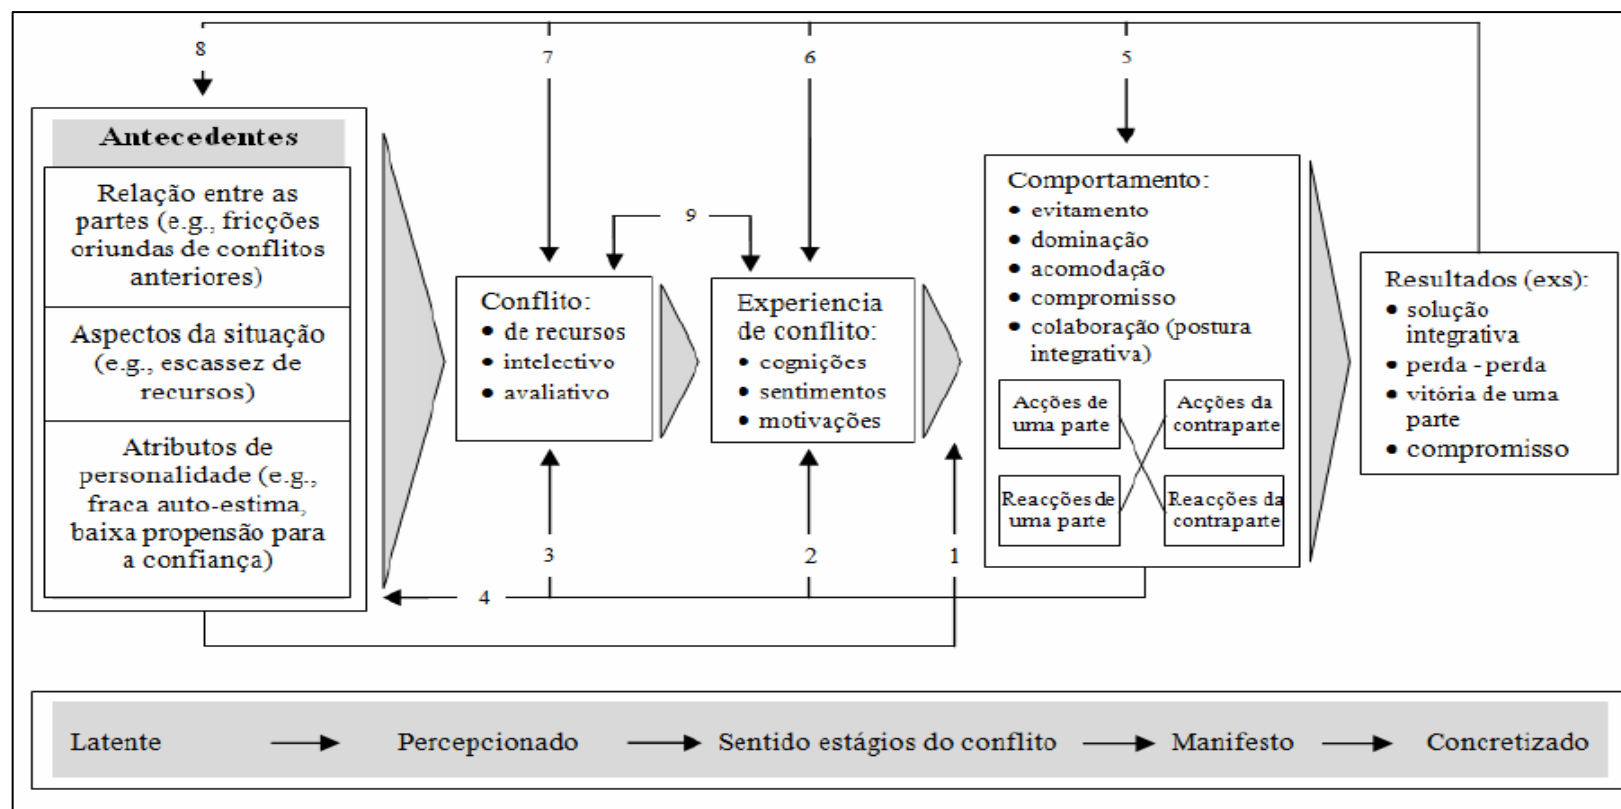 8
7
6
5
Antecedentes
Relação entre as
partes (e.g., fricções
oriundas de conflitos
anteriores)
Aspectos da situação
(e.g., escassez de
recursos)
Atributos de
personalidade (e.g.,
fraca auto-estima,
baixa propensão para
a confiança)
9
Conflito:
• de recursos
• intelectivo
• avaliativo
Experiencia
de conflito:
• cognições
• sentimentos
• motivações
Comportamento:
• evitamento
• dominação
• acomodação
• compromisso
• colaboração (postura
integrativa)
Acções de
uma parte
Acções da
contraparte
Reacções de
uma parte
Reacções da
contraparte
Resultados (exs):
• solução
integrativa
• perda - perda
• vitória de uma
parte
• compromisso
3
2
1
4
Latente
Percepcionado
Sentido estágios do conflito
Manifesto
Concretizado